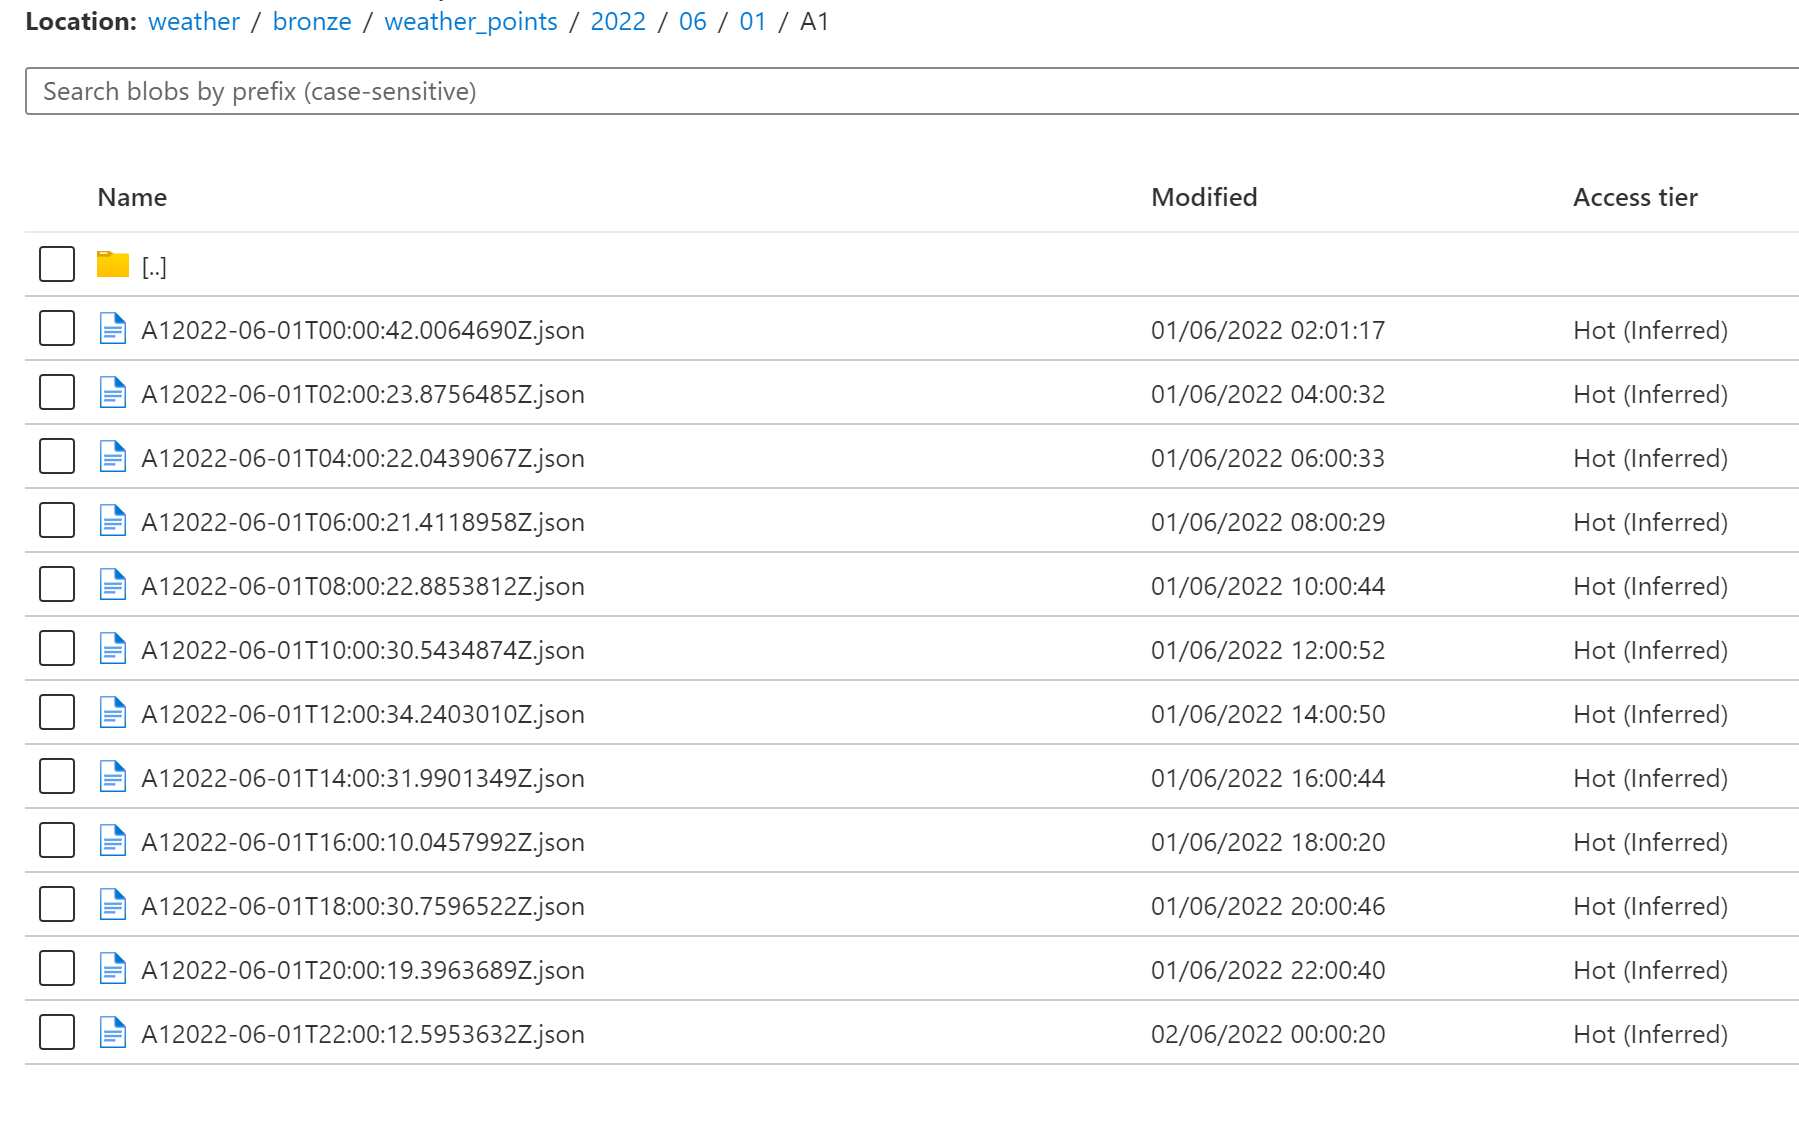 Location: weather / bronze / weather_points / 2022 / 06 / 01 / A1
Search blobs by prefix (case-sensitive)
Name Modified Access tier
[..]
A12022-06-01T00:00:42.0064690Z.json 01/06/2022 02:01:17 Hot (Inferred)
A12022-06-01T02:00:23.8756485Z.json 01/06/2022 04:00:32 Hot (Inferred)
A12022-06-01T04:00:22.0439067Z.json 01/06/2022 06:00:33 Hot (Inferred)
A12022-06-01T06:00:21.4118958Z.json 01/06/2022 08:00:29 Hot (Inferred)
A12022-06-01T08:00:22.8853812Z.json 01/06/2022 10:00:44 Hot (Inferred)
A12022-06-01T10:00:30.5434874Z.json 01/06/2022 12:00:52 Hot (Inferred)
A12022-06-01T12:00:34.2403010Z.json 01/06/2022 14:00:50 Hot (Inferred)
A12022-06-01T14:00:31.9901349Z.json 01/06/2022 16:00:44 Hot (Inferred)
A12022-06-01T16:00:10.0457992Z.json 01/06/2022 18:00:20 Hot (Inferred)
A12022-06-01T18:00:30.7596522Z.json 01/06/2022 20:00:46 Hot (Inferred)
A12022-06-01T20:00:19.3963689Z.json 01/06/2022 22:00:40 Hot (Inferred)
A12022-06-01T22:00:12.5953632Z.json 02/06/2022 00:00:20 Hot (Inferred)